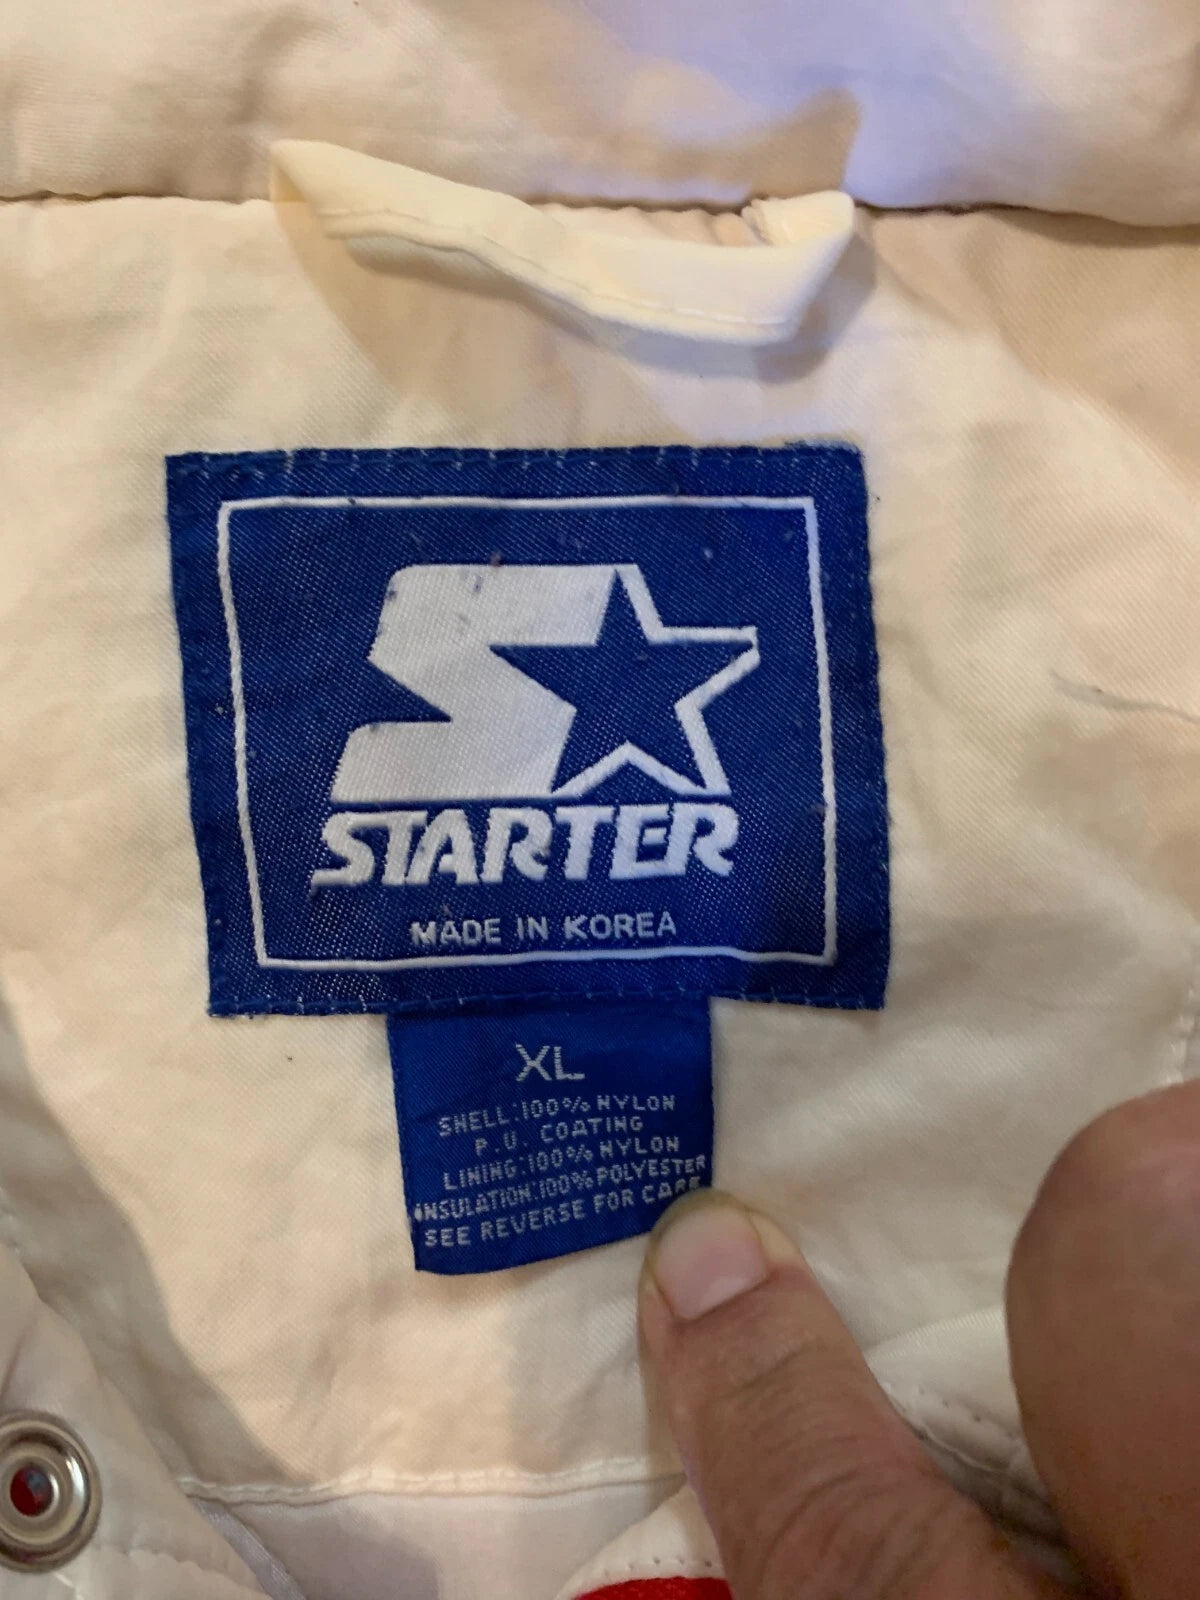 STARTER
MADE IN KOREA
XL
SHELL:100% NYLON
P.U. COATING
LINING:100% NYLON
INSULATION:100% POLYESTER
SEE REVERSE FOR CARE